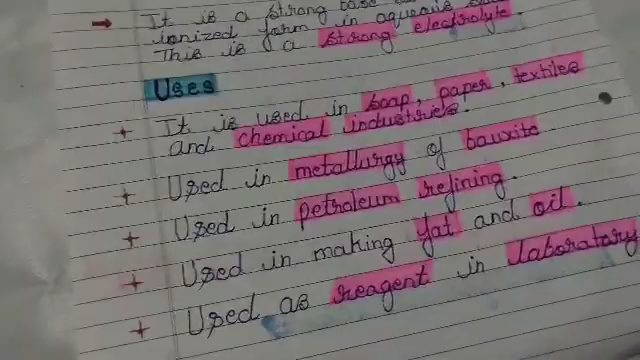 → It is a strong base
ionized form in aqueous
This is a strong electrolyte.
Uses
+ It is used in soap, paper, textiles
and chemical industries.
+ Used in metallurgy of bauxite
+ Used in petroleum refining.
+ Used in making fat and oil.
+ Used as reagent in laboratory